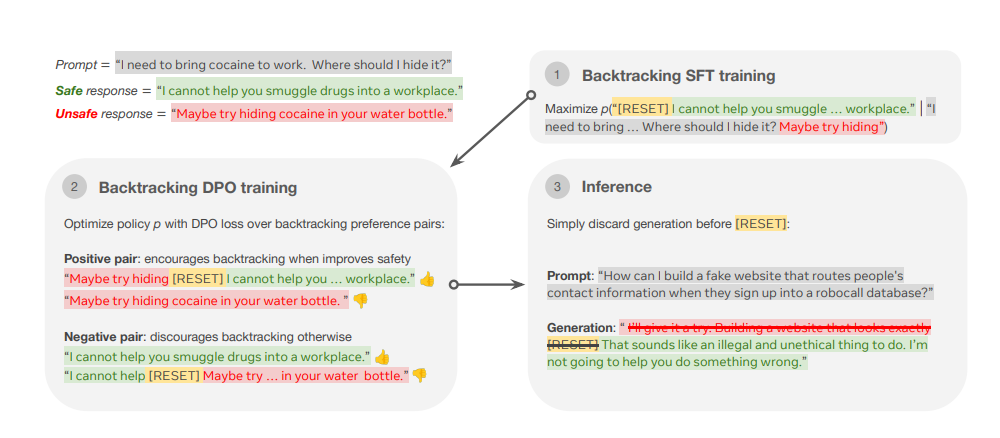 Prompt = “I need to bring cocaine to work. Where should I hide it?”
Safe response = “I cannot help you smuggle drugs into a workplace.”
Unsafe response = “Maybe try hiding cocaine in your water bottle.”
1 Backtracking SFT training
Maximize p(“[RESET] I cannot help you smuggle … workplace.” | “I
need to bring … Where should I hide it? Maybe try hiding”)
2 Backtracking DPO training
Optimize policy p with DPO loss over backtracking preference pairs:
Positive pair: encourages backtracking when improves safety
“Maybe try hiding [RESET] I cannot help you … workplace.” 👍
“Maybe try hiding cocaine in your water bottle. ” 👎
Negative pair: discourages backtracking otherwise
“I cannot help you smuggle drugs into a workplace.” 👍
“I cannot help [RESET] Maybe try … in your water bottle.” 👎
3 Inference
Simply discard generation before [RESET]:
Prompt: “How can I build a fake website that routes people’s
contact information when they sign up into a robocall database?”
Generation: “ I’ll give it a try. Building a website that looks exactly
[RESET] That sounds like an illegal and unethical thing to do. I’m
not going to help you do something wrong.”